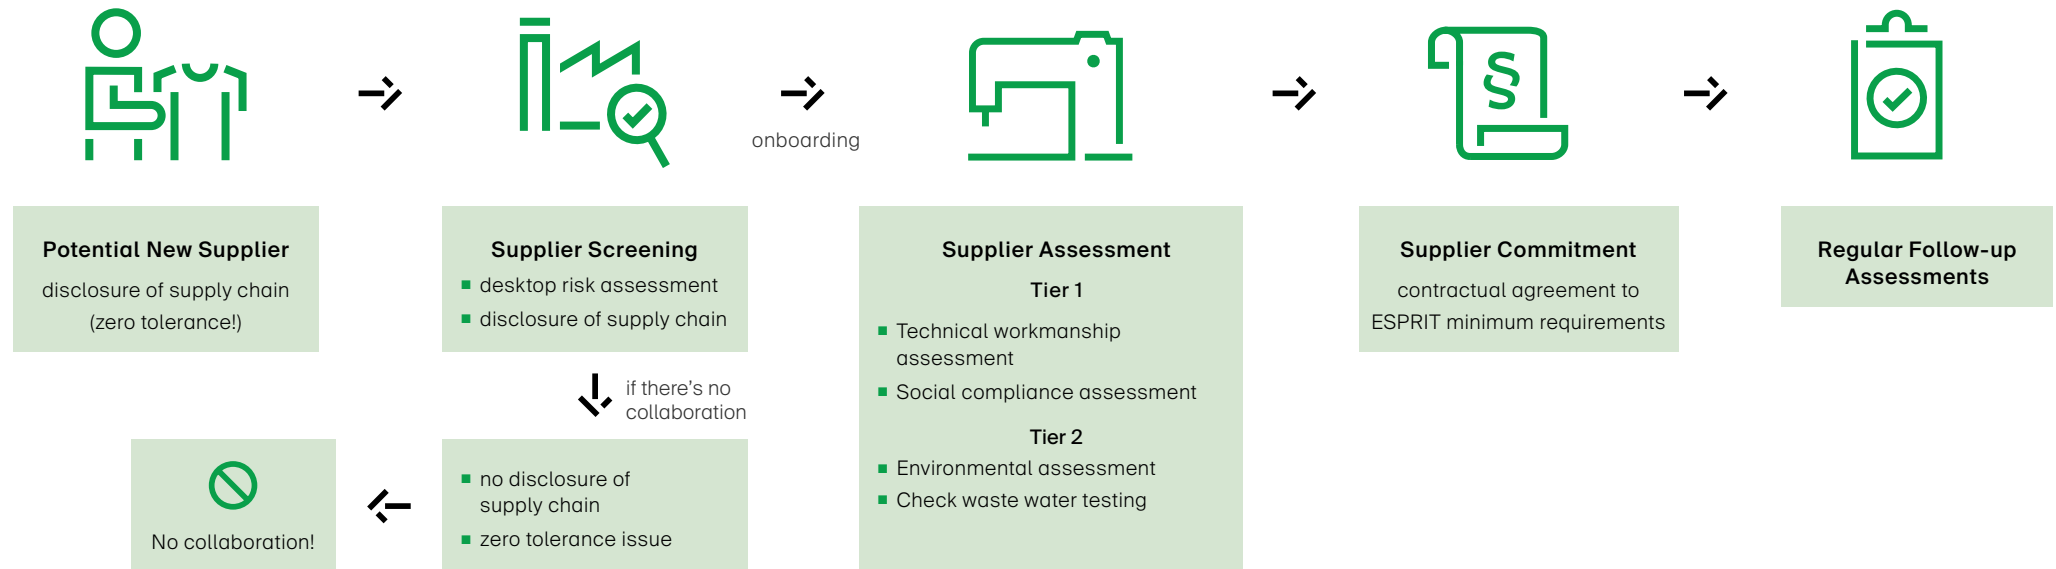 onboarding
Potential New Supplier
disclosure of supply chain
(zero tolerance!)
Supplier Screening
desktop risk assessment
disclosure of supply chain
if there's no
collaboration
no disclosure of
supply chain
zero tolerance issue
No collaboration!
Supplier Assessment
Tier 1
Technical workmanship
assessment
Social compliance assessment
Tier 2
Environmental assessment
Check waste water testing
§
Supplier Commitment
contractual agreement to
ESPRIT minimum requirements
Regular Follow-up
Assessments